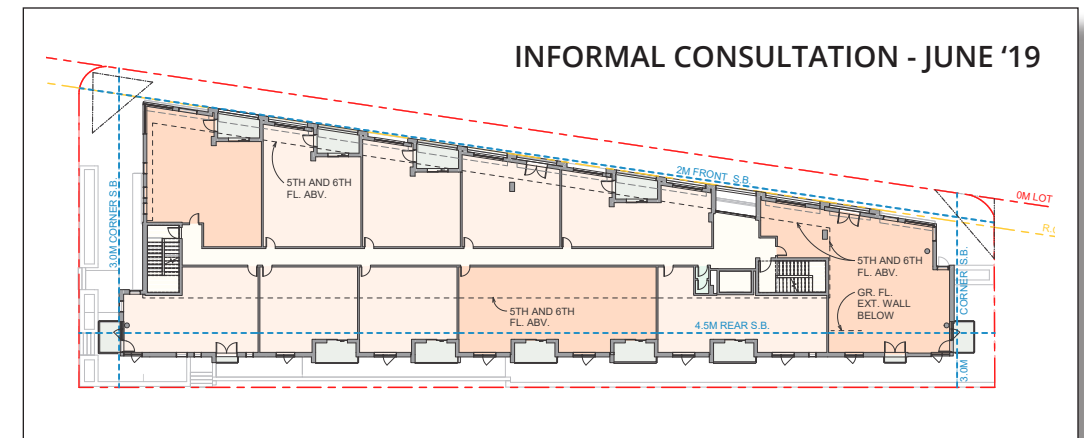 INFORMAL CONSULTATION - JUNE ‘19
2M FRONT S.B.
0M LOT
5TH AND 6TH
FL. ABV.
3.0M CORNER S.B.
5TH AND 6TH
FL. ABV.
GR. FL.
EXT. WALL
BELOW
CORNER S.B.
3.0M
5TH AND 6TH
FL. ABV.
4.5M REAR S.B.